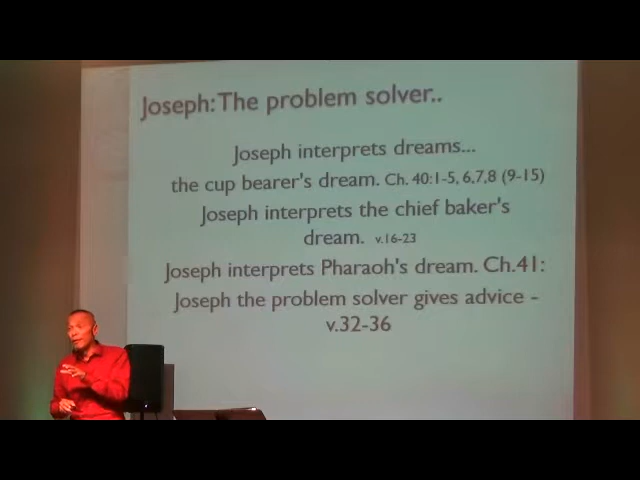 Joseph: The problem solver..
Joseph interprets dreams...
the cup bearer's dream. Ch. 40:1-5, 6,7,8 (9-15)
Joseph interprets the chief baker's
dream. v.16-23
Joseph interprets Pharaoh's dream. Ch.41:
Joseph the problem solver gives advice -
v.32-36